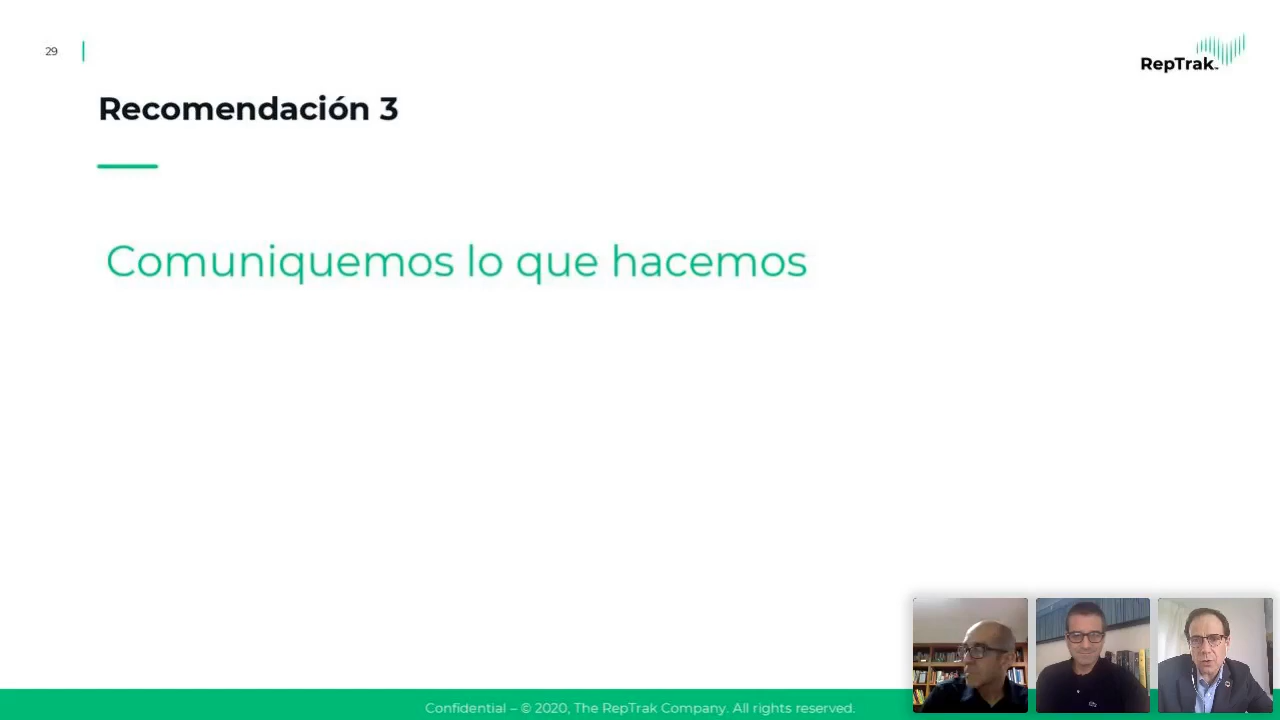 29
RepTrak
Recomendación 3
Comuniquemos lo que hacemos
Confidential – © 2020, The RepTrak Company. All rights reserved.